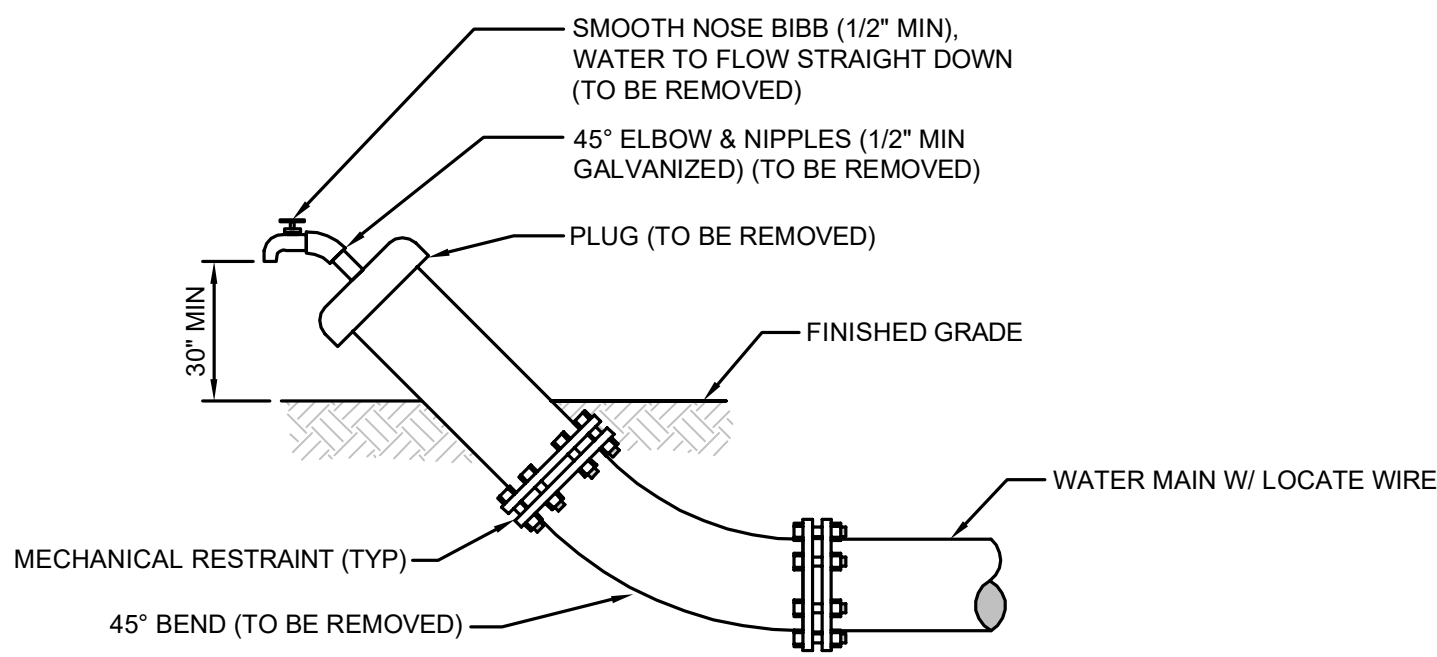 SMOOTH NOSE BIBB (1/2" MIN),
WATER TO FLOW STRAIGHT DOWN
(TO BE REMOVED)
45° ELBOW & NIPPLES (1/2" MIN
GALVANIZED) (TO BE REMOVED)
PLUG (TO BE REMOVED)
30" MIN
FINISHED GRADE
WATER MAIN W/ LOCATE WIRE
MECHANICAL RESTRAINT (TYP)
45° BEND (TO BE REMOVED)